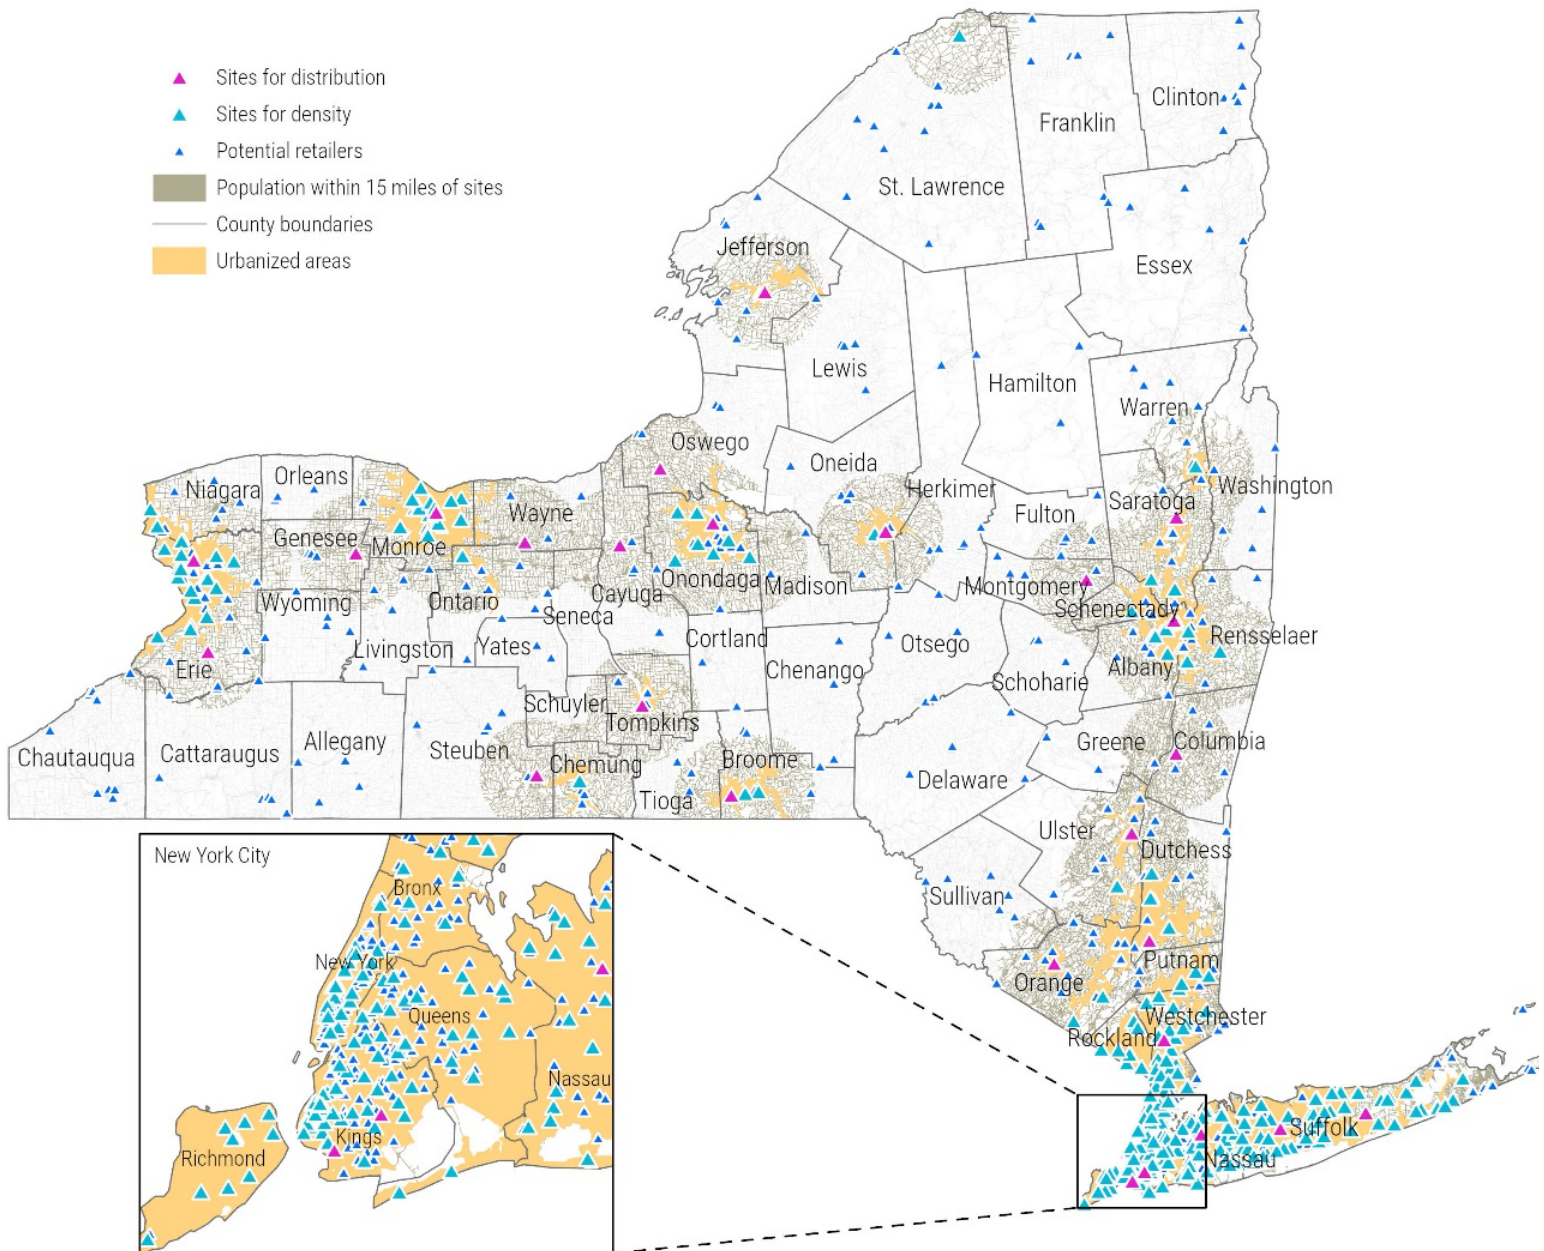 Sites for distribution
Sites for density
Potential retailers
Population within 15 miles of sites
County boundaries
Urbanized areas
Clinton
Franklin
St. Lawrence
Jefferson
Essex
Lewis
Hamilton
Warren
Oswego
Oneida
Herkimer
Washington
Orleans
Niagara
Saratoga
Fulton
Wayne
Genesee
Monroe
Onondaga
Madison
Montgomery
Cayuga
Wyoming
Ontario
Schenectady
Seneca
Rensselaer
Livingston
Yates
Cortland
Otsego
Erie
Chenango
Albany
Schoharie
Schuyler
Tompkins
Greene
Columbia
Chautauqua
Cattaraugus
Allegany
Steuben
Chemung
Broome
Delaware
Tioga
Ulster
Dutchess
New York City
Bronx
Sullivan
New York
Putnam
Orange
Queens
Westchester
Rockland
Nassau
Suffolk
Kings
Richmond
Nassau